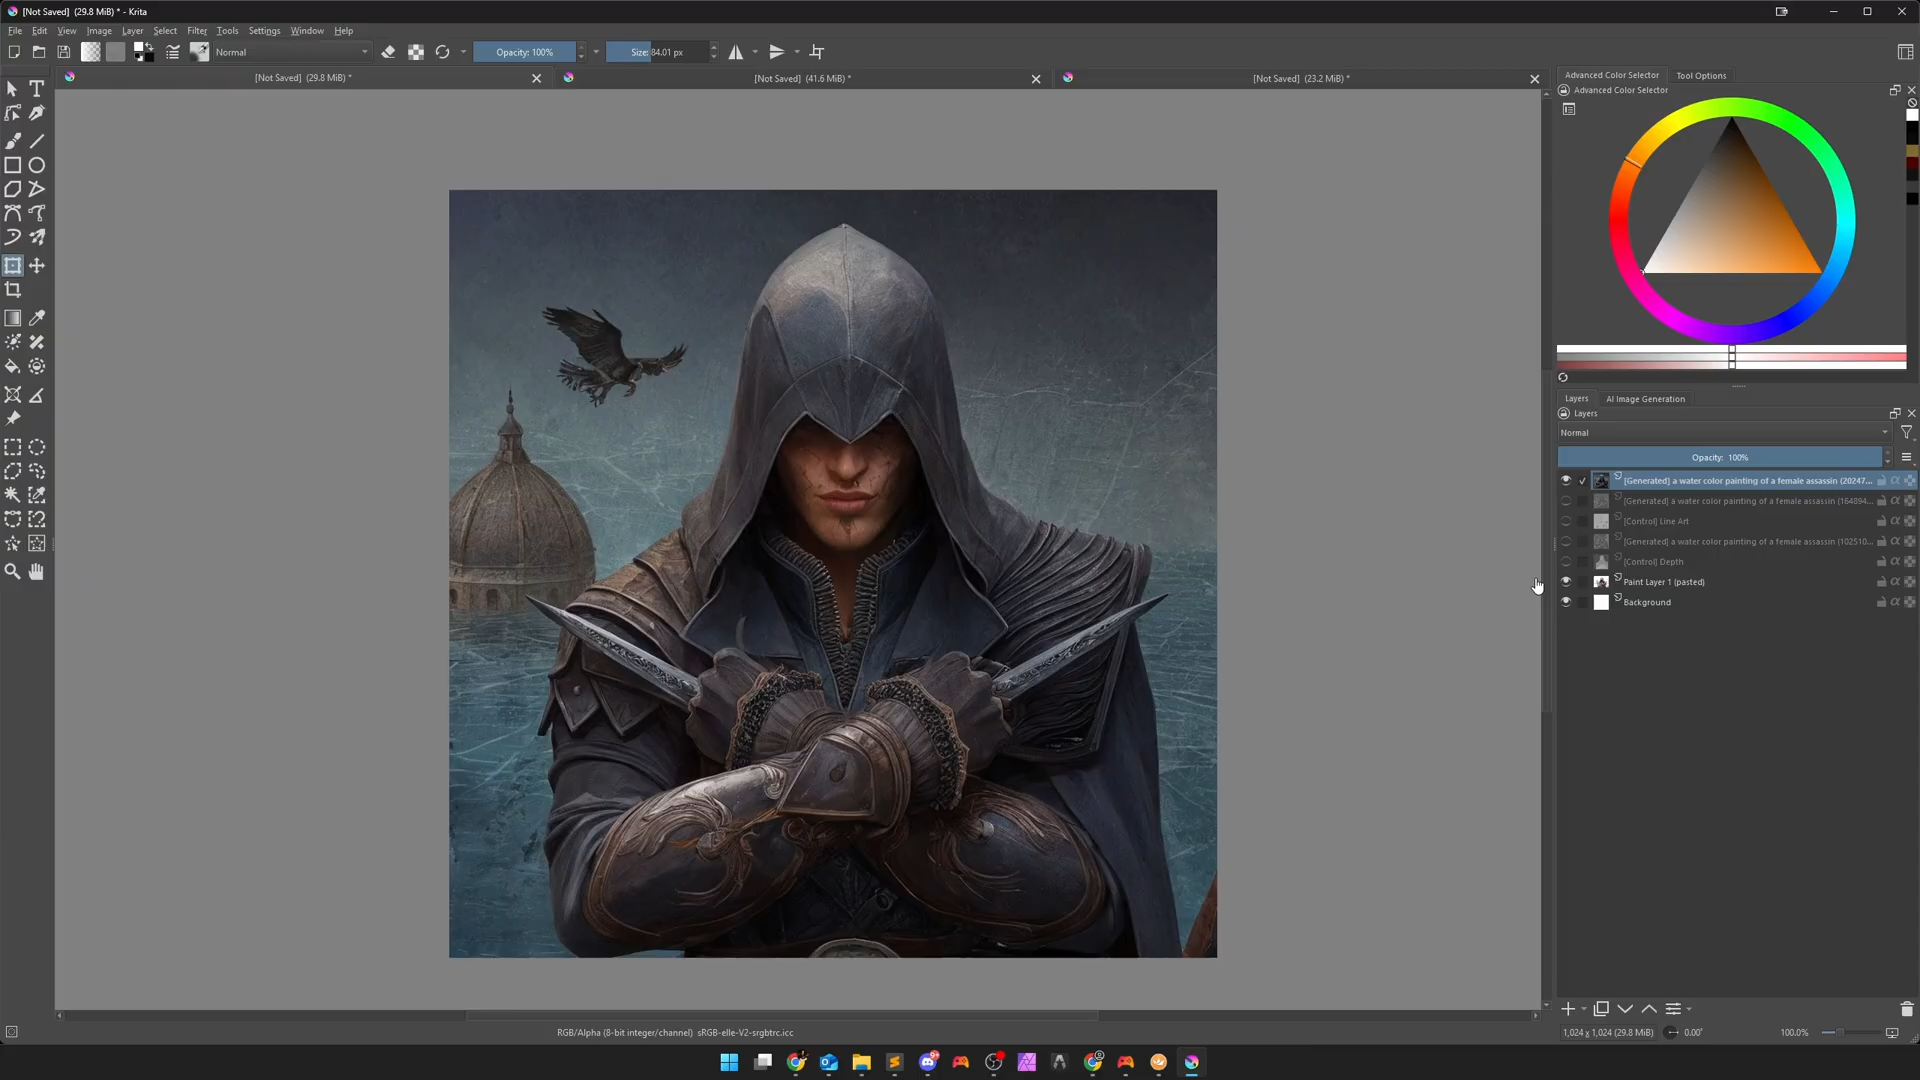 [Not Saved] (29.8 MiB) * - Krita
File Edit View Image Layer Select Filter Tools Settings Window Help
Normal Opacity: 100% Size: 84.01 px
[Not Saved] (29.8 MiB) * [Not Saved] (41.6 MiB) * [Not Saved] (23.2 MiB) *
Advanced Color Selector Tool Options
Advanced Color Selector
Layers AI Image Generation
Layers
Normal
Opacity: 100%
[Generated] a water color painting of a female assassin (20247...
[Generated] a water color painting of a female assassin (164894...
[Control] Line Art
[Generated] a water color painting of a female assassin (102510...
[Control] Depth
Paint Layer 1 (pasted)
Background
RGB/Alpha (8-bit integer/channel) sRGB-elle-V2-srgbtrc.icc
1,024 x 1,024 (29.8 MiB) 0.00° 100.0%